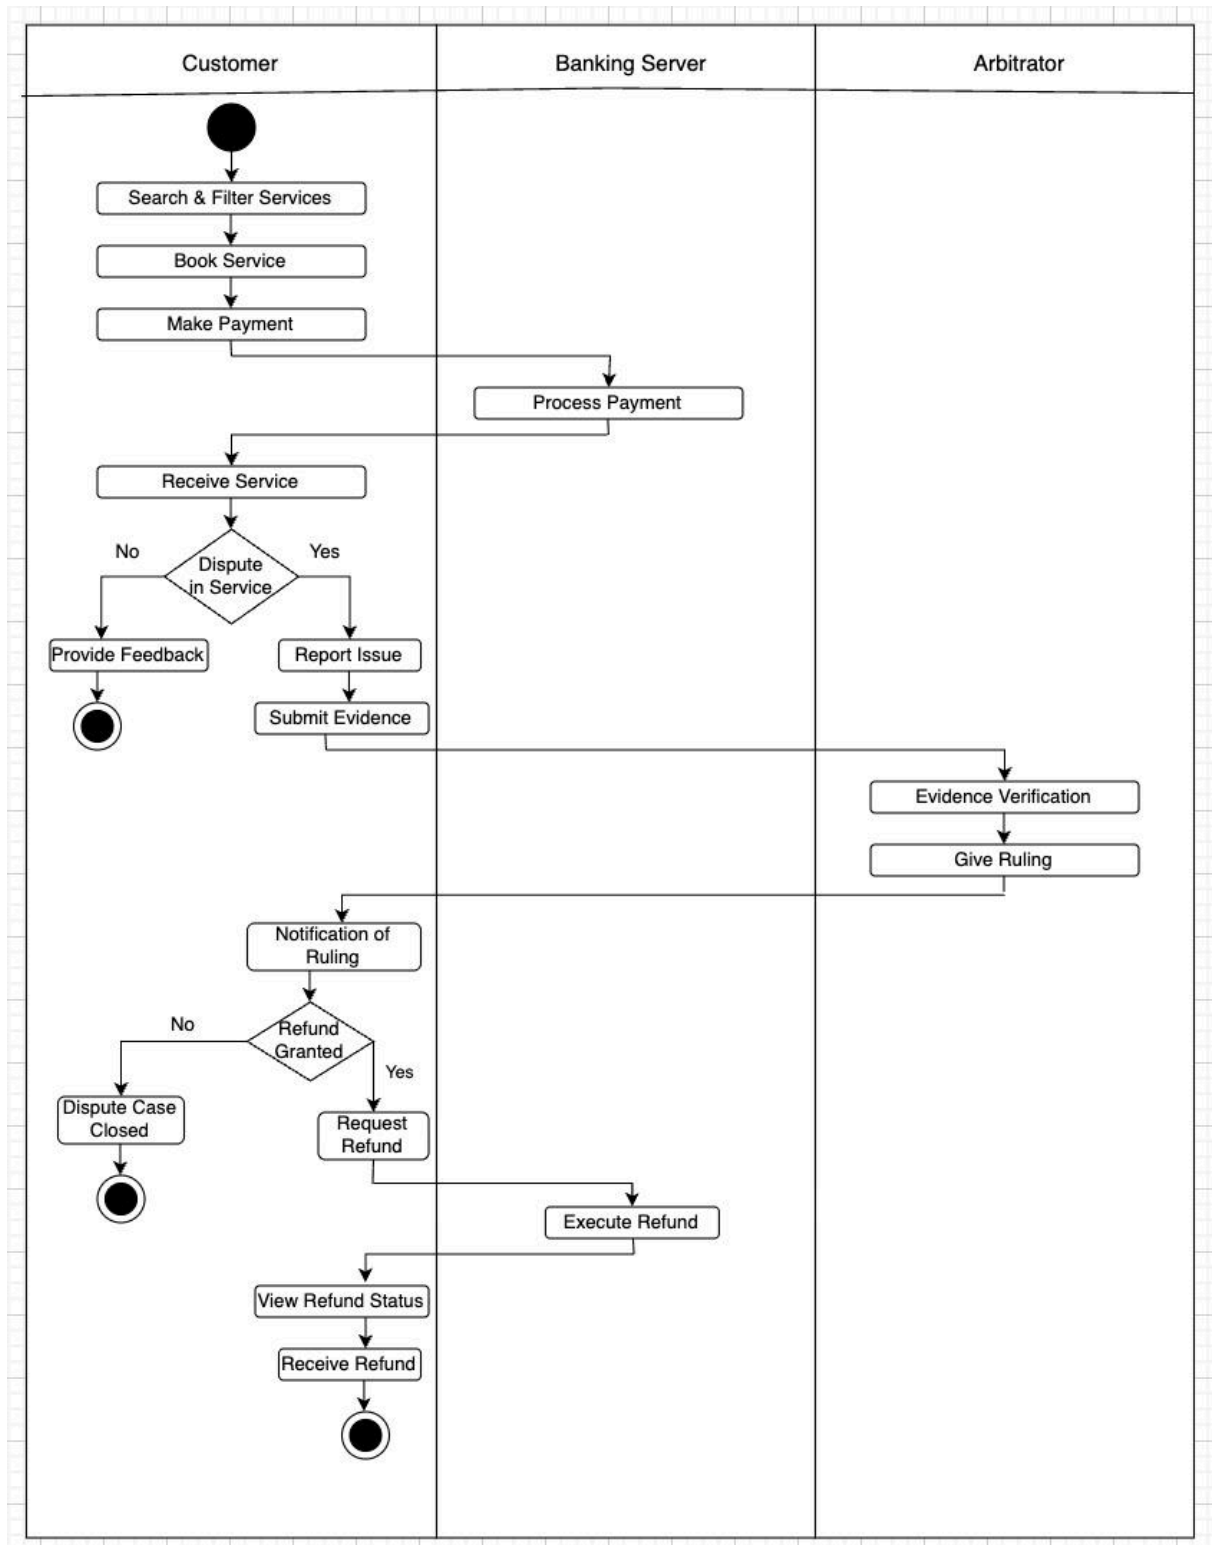 Customer
Banking Server
Arbitrator
Search & Filter Services
Book Service
Make Payment
Process Payment
Receive Service
No
Yes
Dispute
in Service
Provide Feedback
Report Issue
Submit Evidence
Evidence Verification
Give Ruling
Notification of
Ruling
No
Refund
Granted
Yes
Dispute Case
Closed
Request
Refund
Execute Refund
View Refund Status
Receive Refund